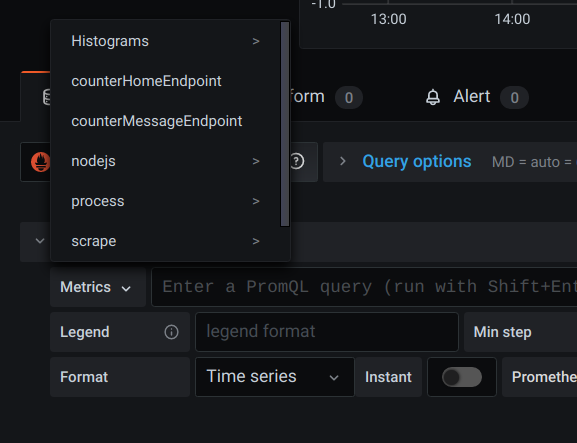 -1.0
13:00 14:00
Histograms >
counterHomeEndpoint
counterMessageEndpoint
nodejs >
process >
scrape >
form 0 Alert 0
? > Query options MD = auto =
Metrics Enter a PromQL query (run with Shift+Ent
Legend legend format Min step
Format Time series Instant Promethe